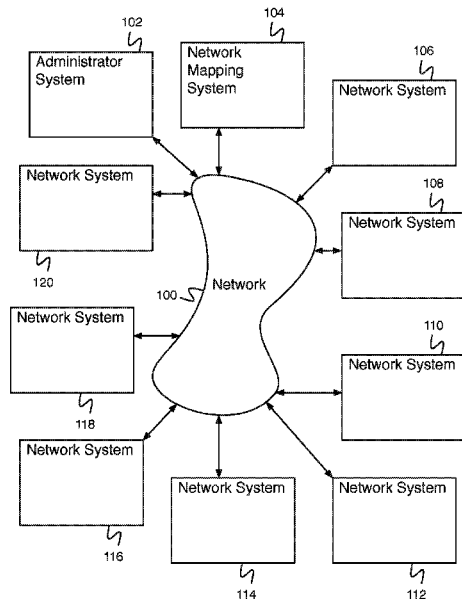 102
Administrator
System
104
Network
Mapping
System
106
Network System
Network System
120
108
Network System
100
Network
Network System
118
110
Network System
Network System
116
Network System
114
Network System
112